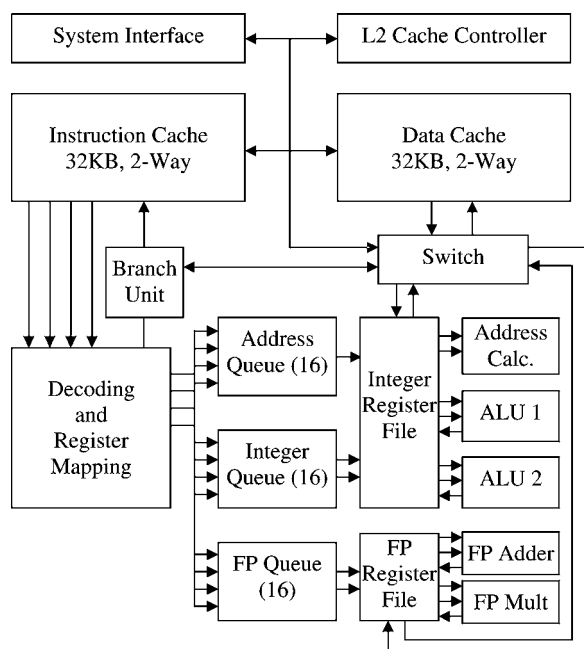 System Interface
L2 Cache Controller
Instruction Cache
32KB, 2-Way
Data Cache
32KB, 2-Way
Branch
Unit
Switch
Decoding
and
Register
Mapping
Address
Queue (16)
Integer
Queue (16)
FP Queue
(16)
Integer
Register
File
FP
Register
File
Address
Calc.
ALU 1
ALU 2
FP Adder
FP Mult